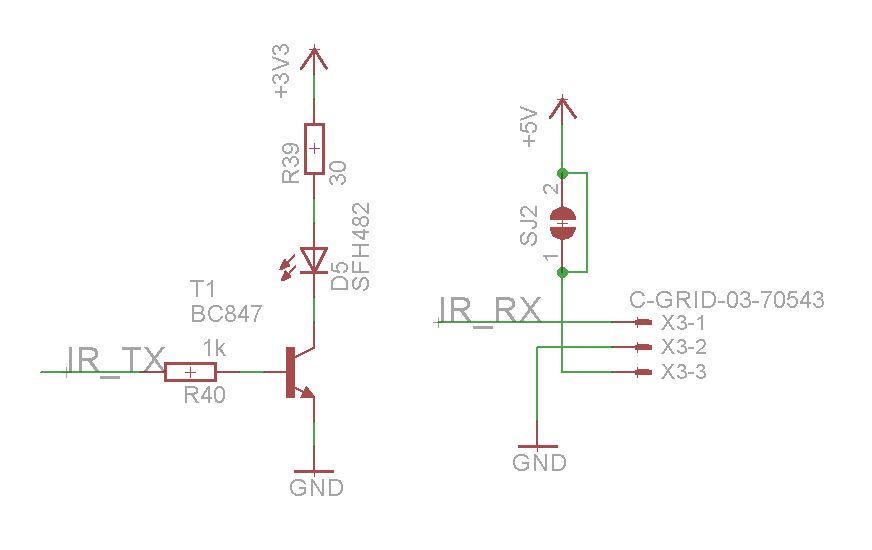 +3V3
R39
30
D5
SFH482
T1
BC847
IR_TX
1k
R40
GND
+5V
SJ2
2
1
IR_RX
C-GRID-03-70543
X3-1
X3-2
X3-3
GND